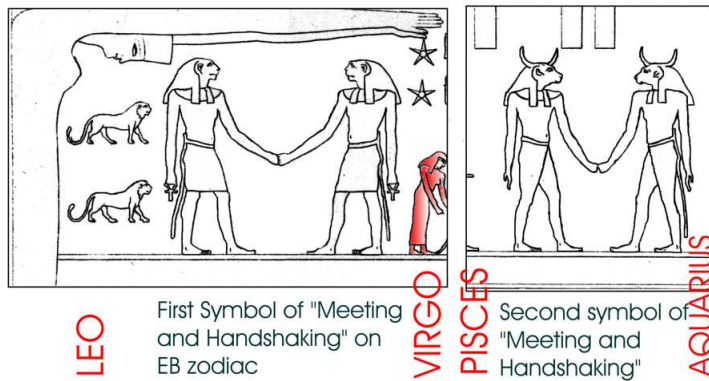 LEO
First Symbol of "Meeting
and Handshaking" on
EB zodiac
VIRGO
PISCES
Second symbol of
"Meeting and
Handshaking"
AQUARIUS